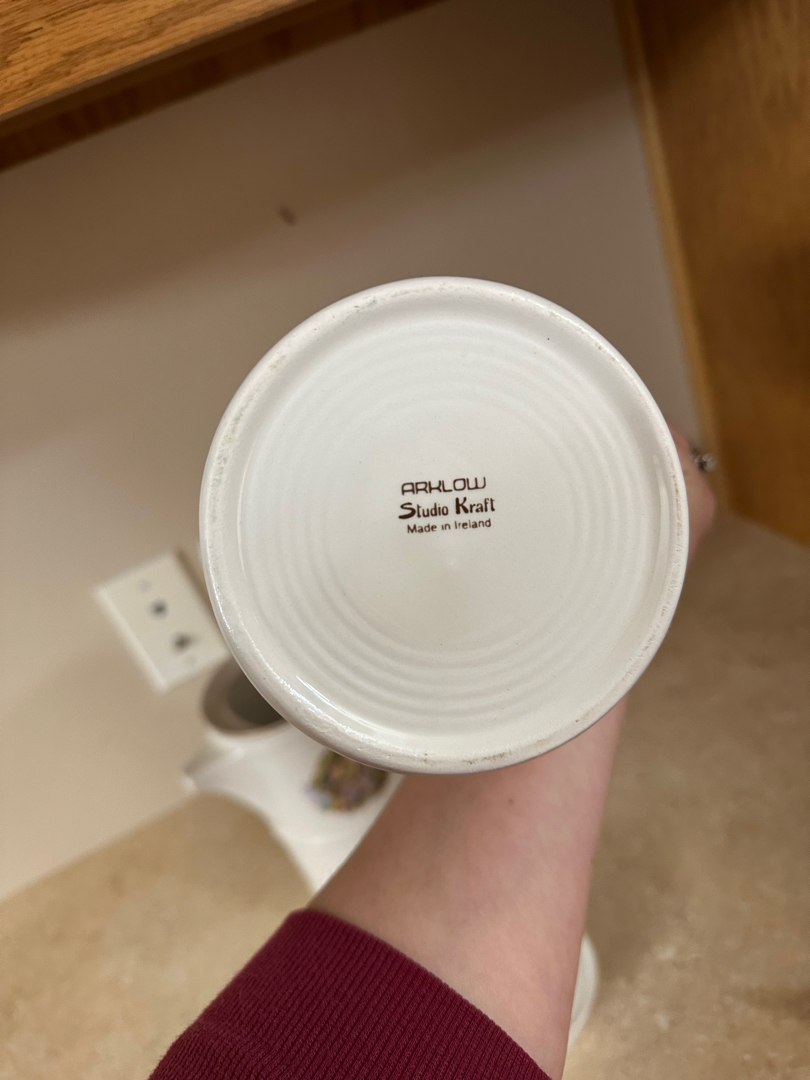 ARKLOW
Studio Kraft
Made in Ireland